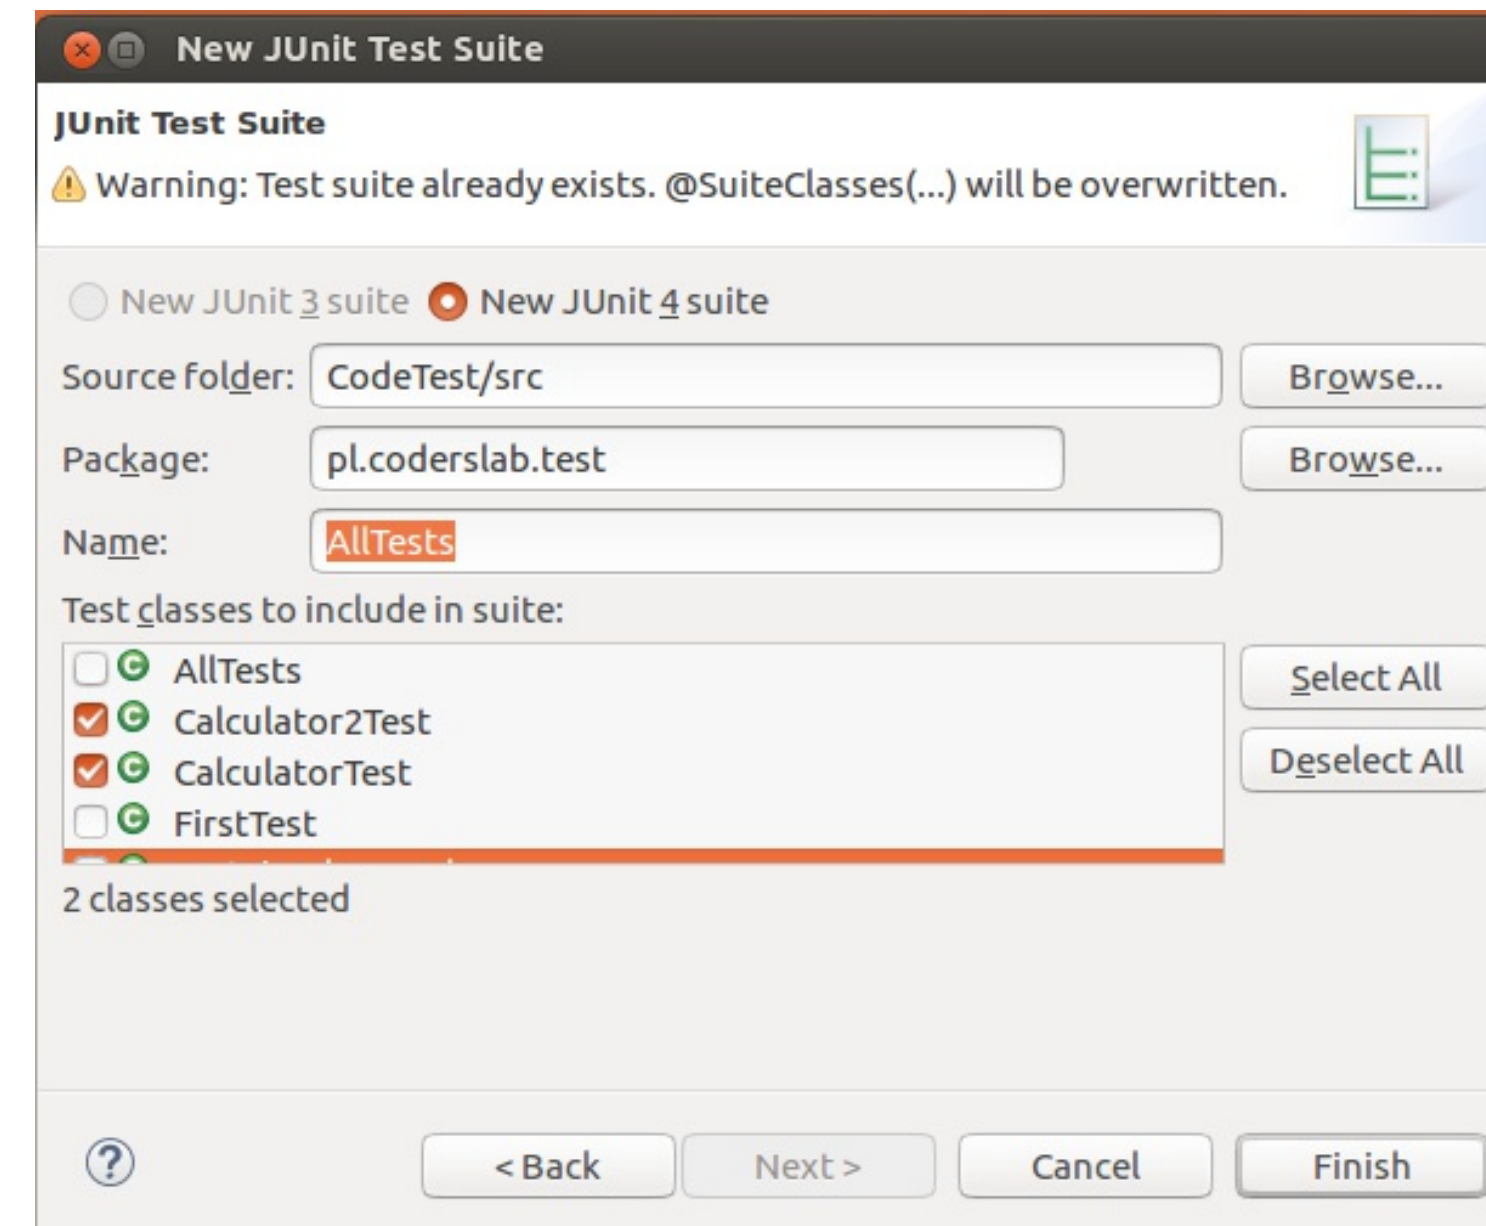 New JUnit Test Suite
JUnit Test Suite
Warning: Test suite already exists. @SuiteClasses(...) will be overwritten.
New JUnit 3 suite New JUnit 4 suite
Source folder: CodeTest/src Browse...
Package: pl.coderslab.test Browse...
Name: AllTests
Test classes to include in suite:
AllTests
Select All
Calculator2Test
CalculatorTest
Deselect All
FirstTest
2 classes selected
< Back Next > Cancel Finish